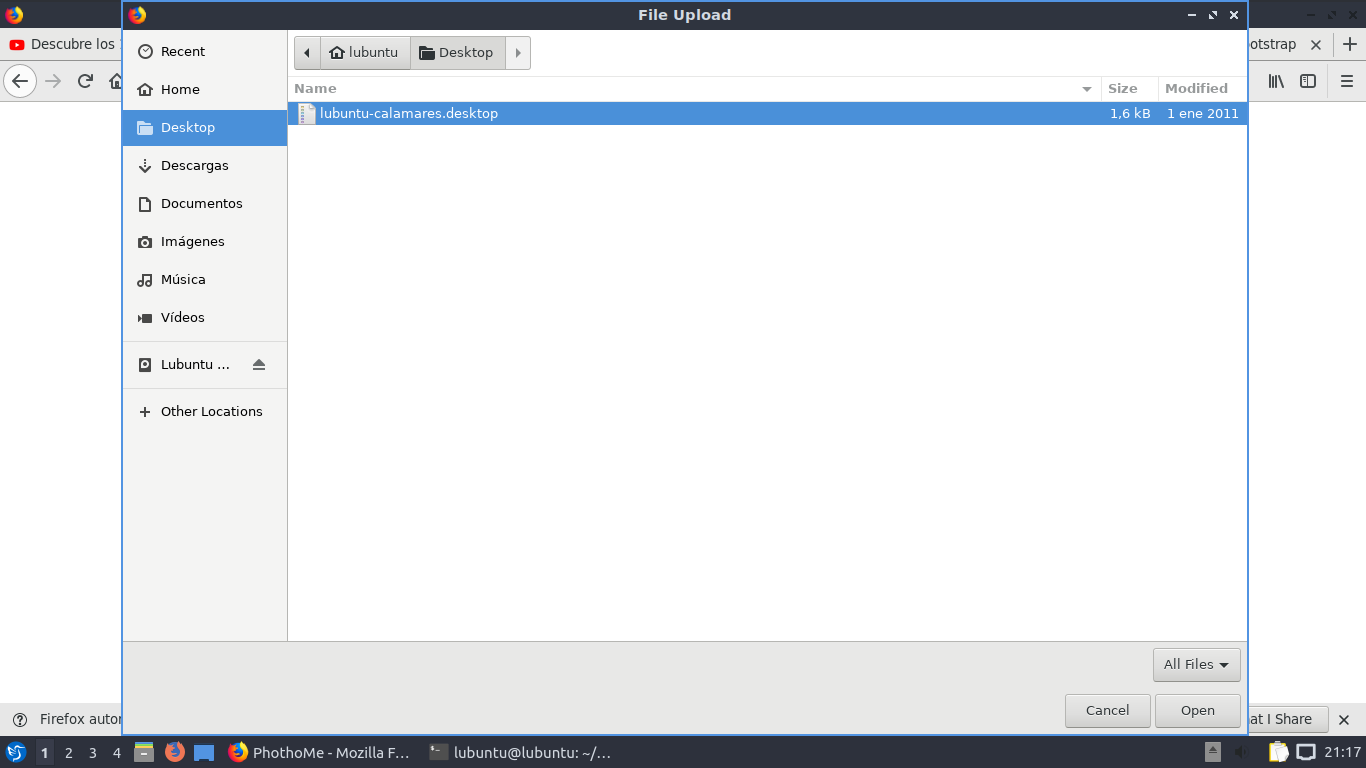 File Upload
Descubre los
otstrap
Recent
Home
Desktop
Descargas
Documentos
Imágenes
Música
Vídeos
Lubuntu ...
Other Locations
lubuntu
Desktop
Name
Size
Modified
lubuntu-calamares.desktop
1,6 kB
1 ene 2011
All Files
Cancel
Open
Firefox autor
at I Share
1
2
3
4
PhothoMe - Mozilla F...
lubuntu@lubuntu: ~/...
21:17